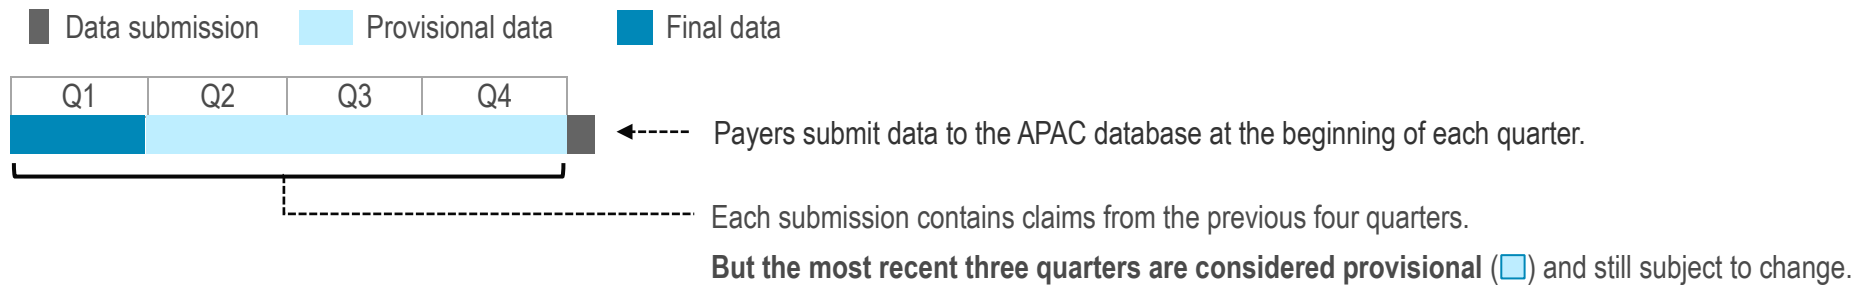 Data submission Provisional data Final data
Q1 Q2 Q3 Q4
Payers submit data to the APAC database at the beginning of each quarter.
Each submission contains claims from the previous four quarters.
But the most recent three quarters are considered provisional () and still subject to change.